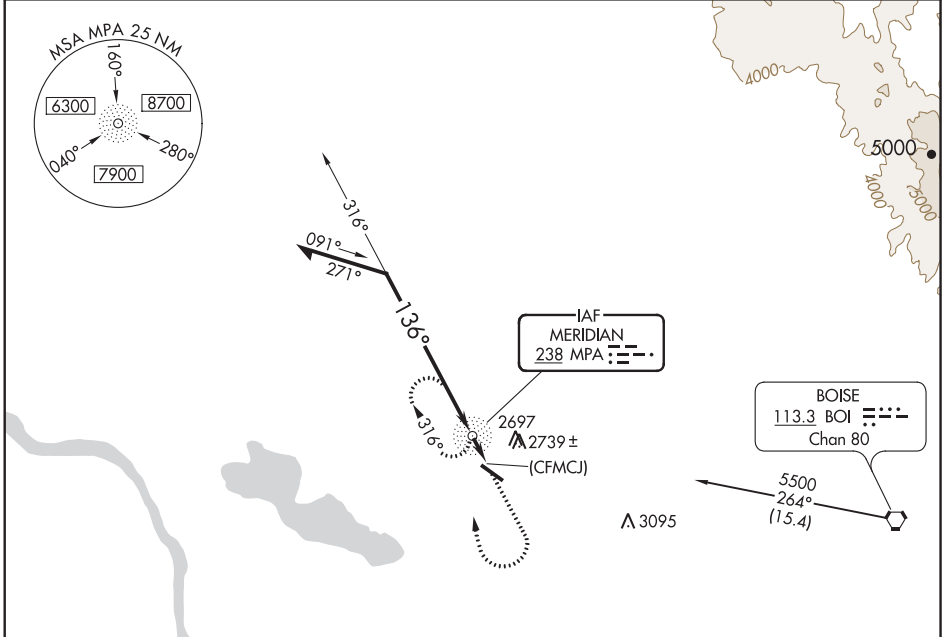 MSA MPA 25 NM
160°
6300
8700
040°
280°
7900
4000
5000
4000
5000
316°
091°
271°
136°
IAF
MERIDIAN
238 MPA
316°
2697
2739 ±
(CFMCJ)
BOISE
113.3 BOI
Chan 80
5500
264°
(15.4)
3095